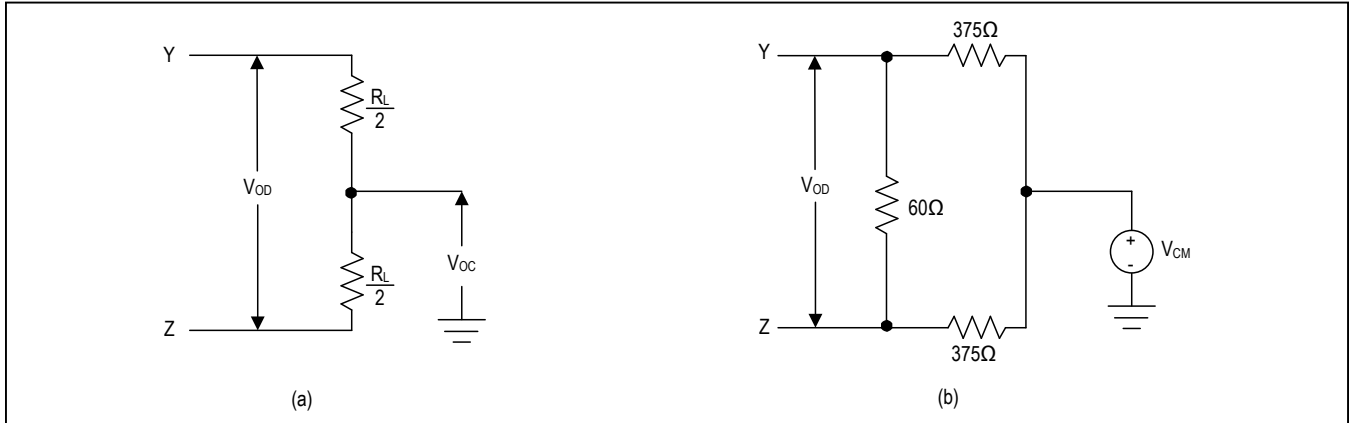 Y
R_L
2
V_OD
V_OC
R_L
2
Z
(a)
375Ω
Y
V_OD
60Ω
+
-
V_CM
Z
375Ω
(b)